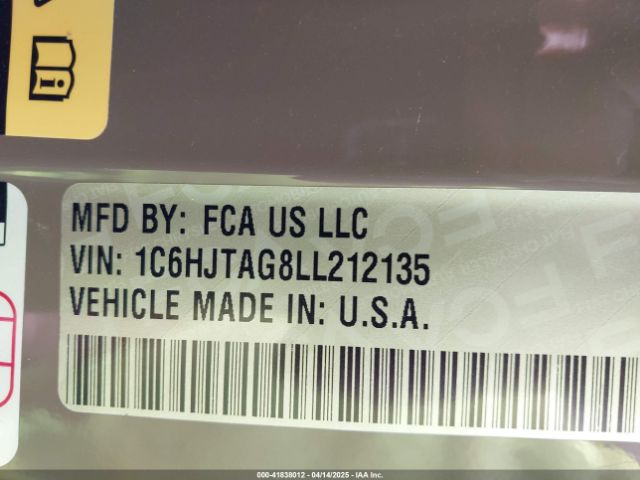 MFD BY: FCA US LLC
VIN: 1C6HJTAG8LL212135
VEHICLE MADE IN: U.S.A.
000-41838012 - 04/14/2025 - IAA Inc.